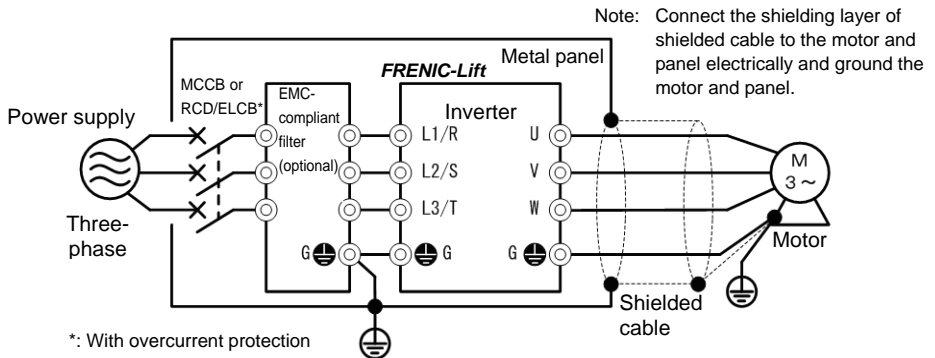 Note: Connect the shielding layer of
shielded cable to the motor and
panel electrically and ground the
motor and panel.
Metal panel
FRENIC-Lift
MCCB or
RCD/ELCB*
EMC-
compliant
filter
(optional)
Inverter
Power supply
Three-
phase
L1/R
L2/S
L3/T
U
V
W
G
G
G
M
3~
Motor
Shielded
cable
*: With overcurrent protection